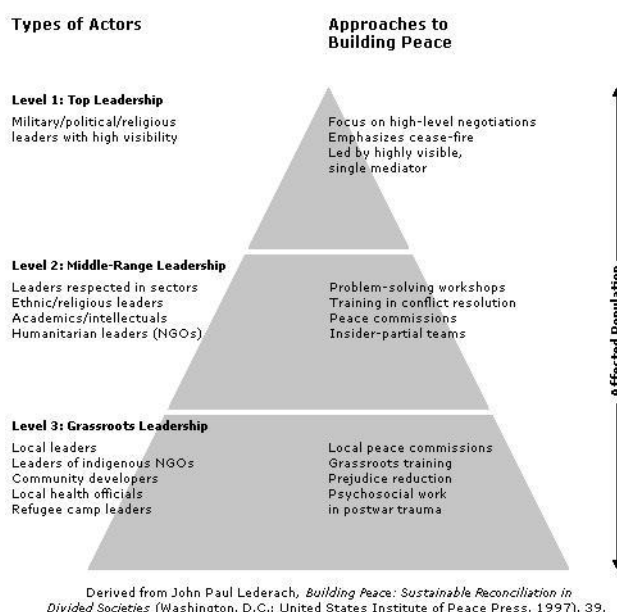 Types of Actors
Approaches to
Building Peace
Level 1: Top Leadership
Military/political/religious
leaders with high visibility
Focus on high-level negotiations
Emphasizes cease-fire
Led by highly visible,
single mediator
Level 2: Middle-Range Leadership
Leaders respected in sectors
Ethnic/religious leaders
Academics/intellectuals
Humanitarian leaders (NGOs)
Problem-solving workshops
Training in conflict resolution
Peace commissions
Insider-partial teams
Level 3: Grassroots Leadership
Local leaders
Leaders of indigenous NGOs
Community developers
Local health officials
Refugee camp leaders
Local peace commissions
Grassroots training
Prejudice reduction
Psychosocial work
in postwar trauma
Affected Population
Derived from John Paul Lederach, Building Peace: Sustainable Reconciliation in
Divided Societies (Washington, D.C.: United States Institute of Peace Press, 1997), 39.